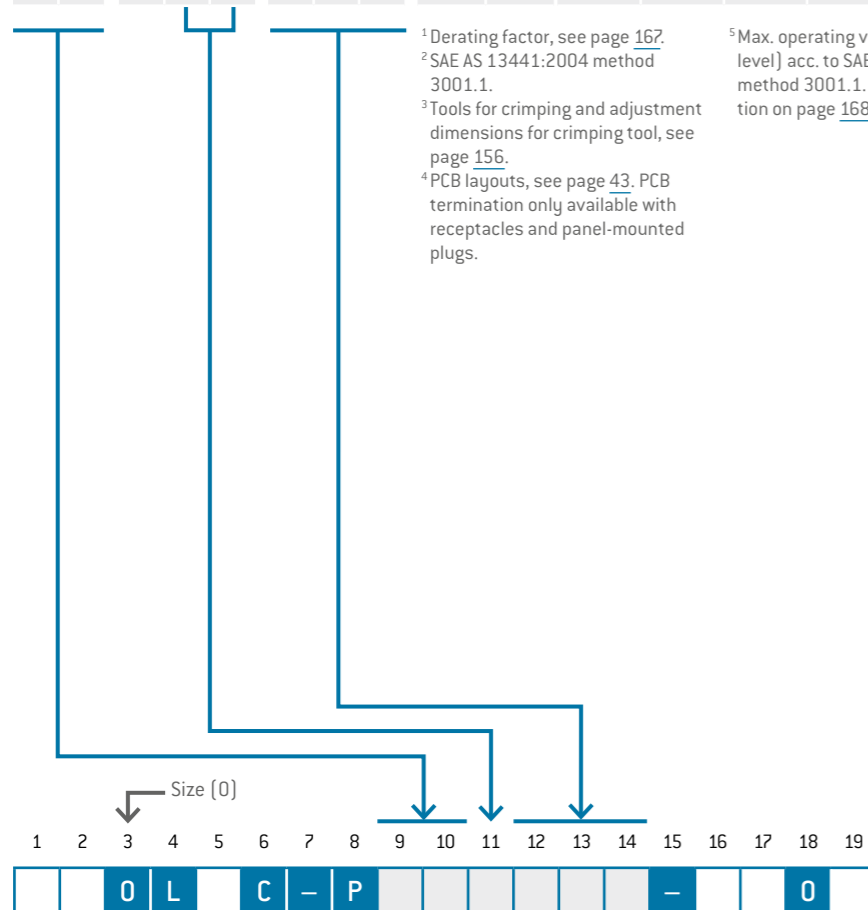 ¹ Derating factor, see page 167.
² SAE AS 13441:2004 method
3001.1.
³ Tools for crimping and adjustment
dimensions for crimping tool, see
page 156.
⁴ PCB layouts, see page 43. PCB
termination only available with
receptacles and panel-mounted
plugs.
⁵ Max. operating
level) acc. to
method 3001.1.
tion on page 168
Size (0)
1 2 3 4 5 6 7 8 9 10 11 12 13 14 15 16 17 18 19
0 L C – P – 0